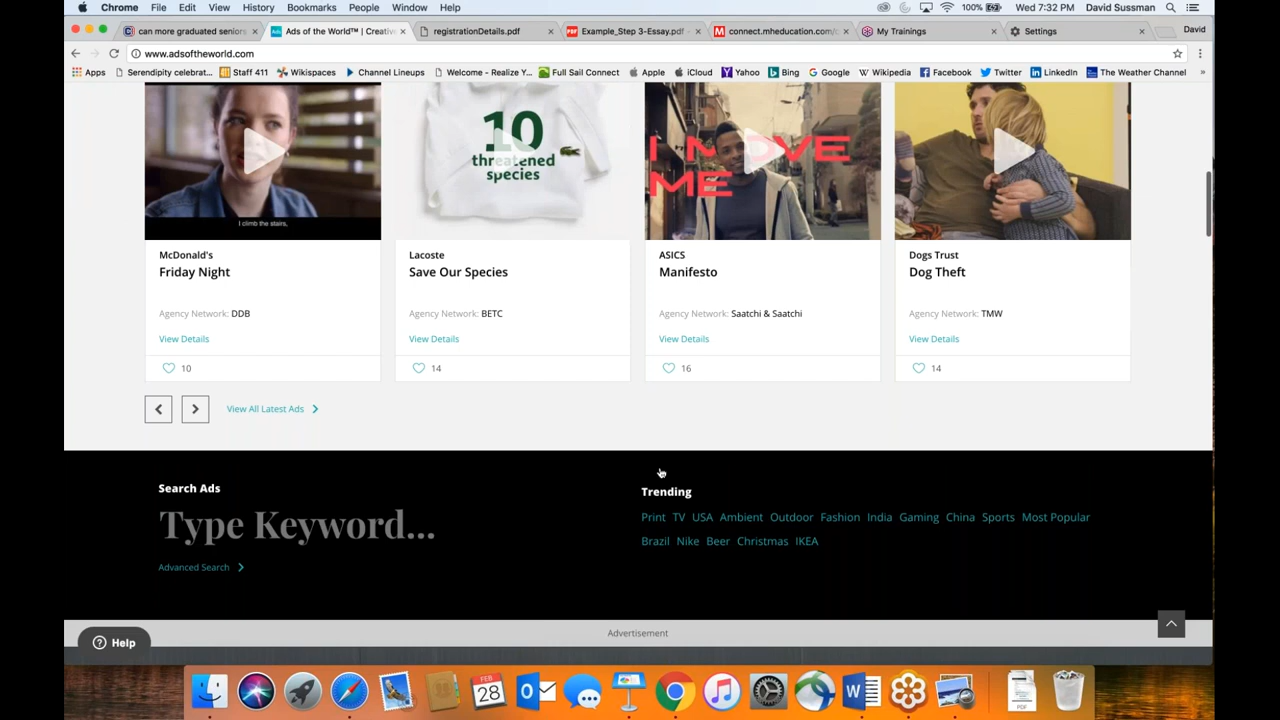 Chrome File Edit View History Bookmarks People Window Help 100% Wed 7:32 PM David Sussman
can more graduated seniors Ads of the World™ | Creativ registrationDetails.pdf Example_Step 3-Essay.pdf connect.mheducation.com/c My Trainings Settings David
www.adsoftheworld.com
Apps Serendipity celebrat... Staff 411 Wikispaces Channel Lineups Welcome - Realize Y... Full Sail Connect Apple iCloud Yahoo Bing Google Wikipedia Facebook Twitter LinkedIn The Weather Channel »
10
threatened
species
I MOVE
ME
I climb the stairs,
McDonald's Lacoste ASICS Dogs Trust
Friday Night Save Our Species Manifesto Dog Theft
Agency Network: DDB Agency Network: BETC Agency Network: Saatchi & Saatchi Agency Network: TMW
View Details View Details View Details View Details
10 14 16 14
View All Latest Ads
Search Ads Trending
Type Keyword... Print TV USA Ambient Outdoor Fashion India Gaming China Sports Most Popular
Brazil Nike Beer Christmas IKEA
Advanced Search
Advertisement
Help
FEB
28
PDF